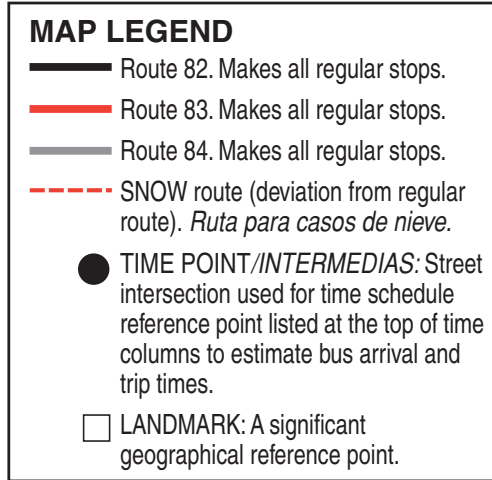 MAP LEGEND
Route 82. Makes all regular stops.
Route 83. Makes all regular stops.
Route 84. Makes all regular stops.
SNOW route (deviation from regular
route). Ruta para casos de nieve.
TIME POINT/INTERMEDIAS: Street
intersection used for time schedule
reference point listed at the top of time
columns to estimate bus arrival and
trip times.
LANDMARK: A significant
geographical reference point.